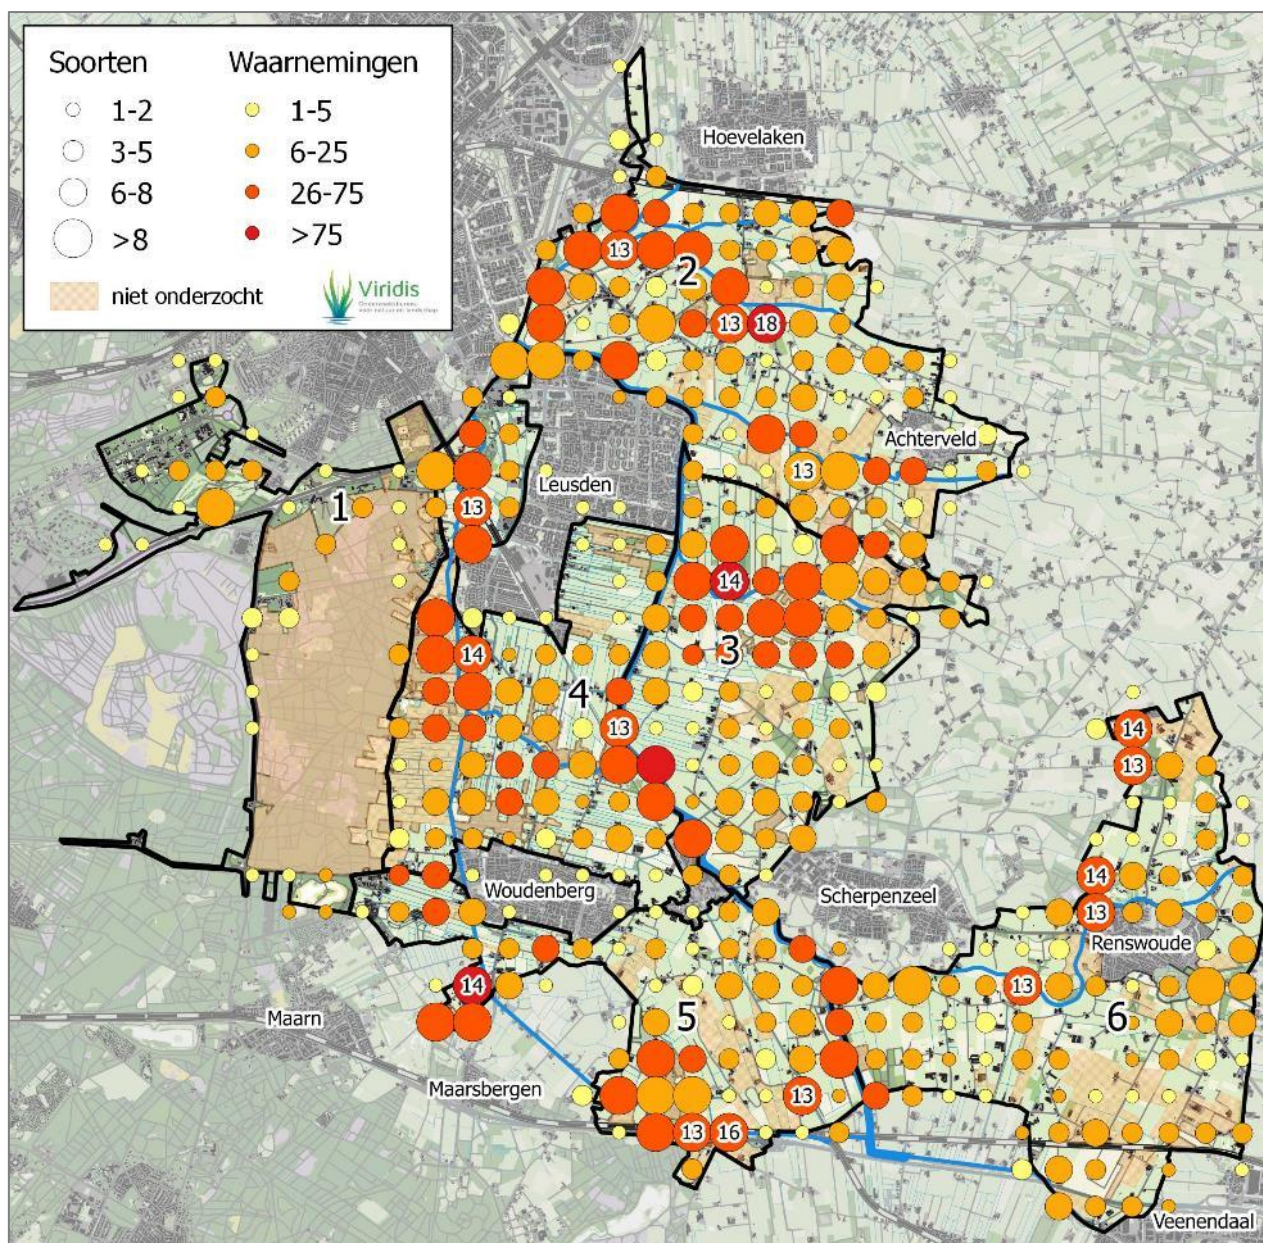 Soorten Waarnemingen
1-2 1-5
3-5 6-25
6-8 26-75
>8 >75
niet onderzocht
Viridis
Hoevelaken
13
2
13 18
Achterveld
13
Leusden
1 13
14
14 3
4
13
14
13
14
Woudenberg
Scherpenzeel
13
Renswoude
14 13
Maarn 5 6
Maarsbergen
13
13 16
Veenendaal